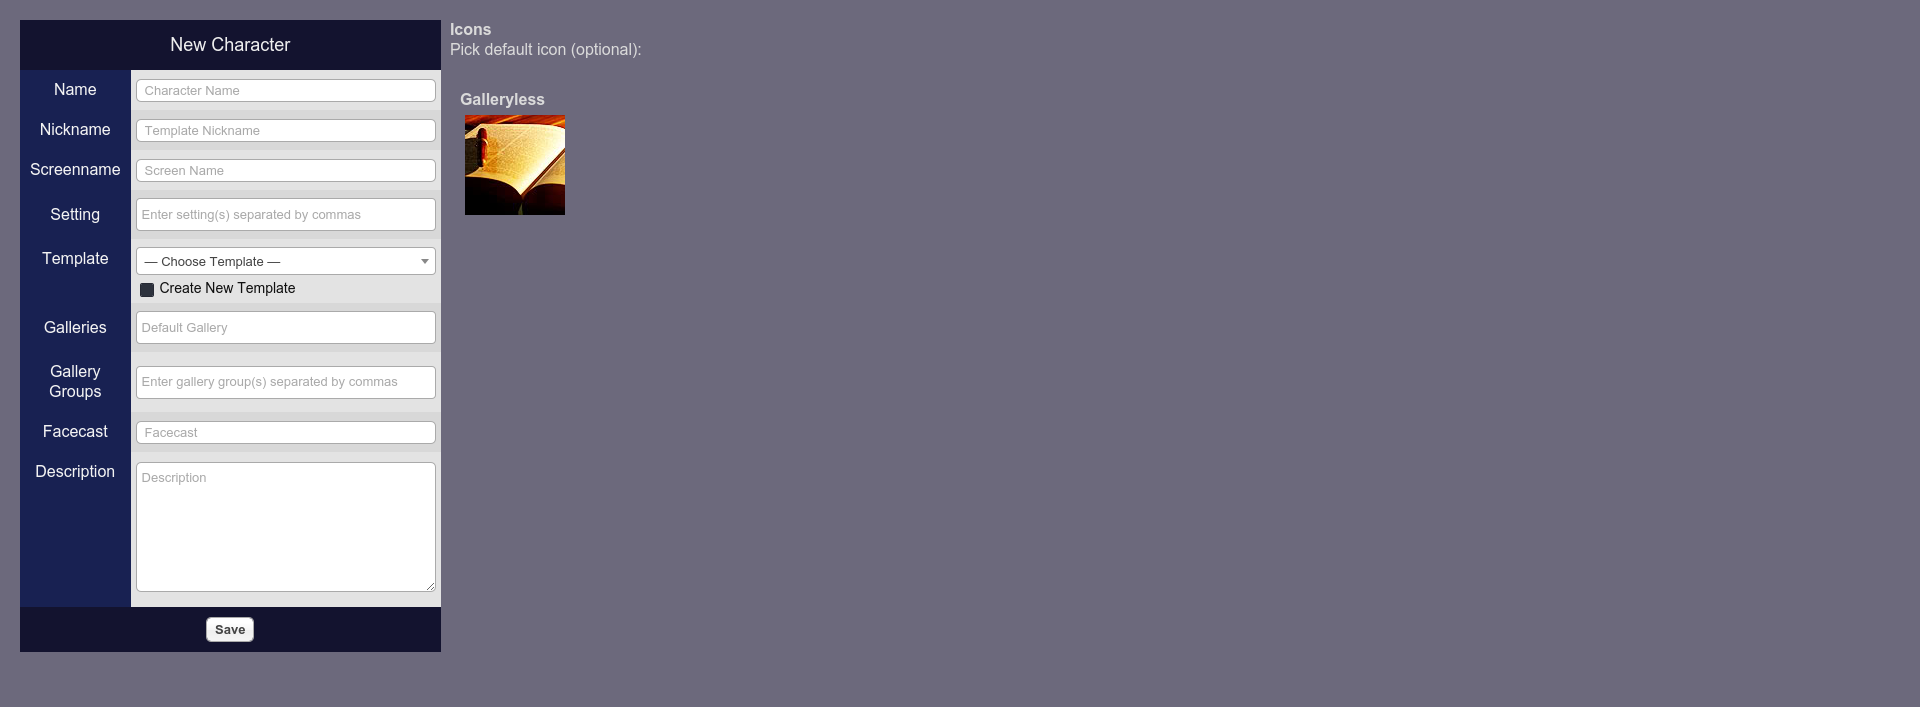 New Character
Name
Character Name
Nickname
Template Nickname
Screenname
Screen Name
Setting
Enter setting(s) separated by commas
Template
— Choose Template —
Create New Template
Galleries
Default Gallery
Gallery
Groups
Enter gallery group(s) separated by commas
Facecast
Facecast
Description
Description
Save
Icons
Pick default icon (optional):
Galleryless